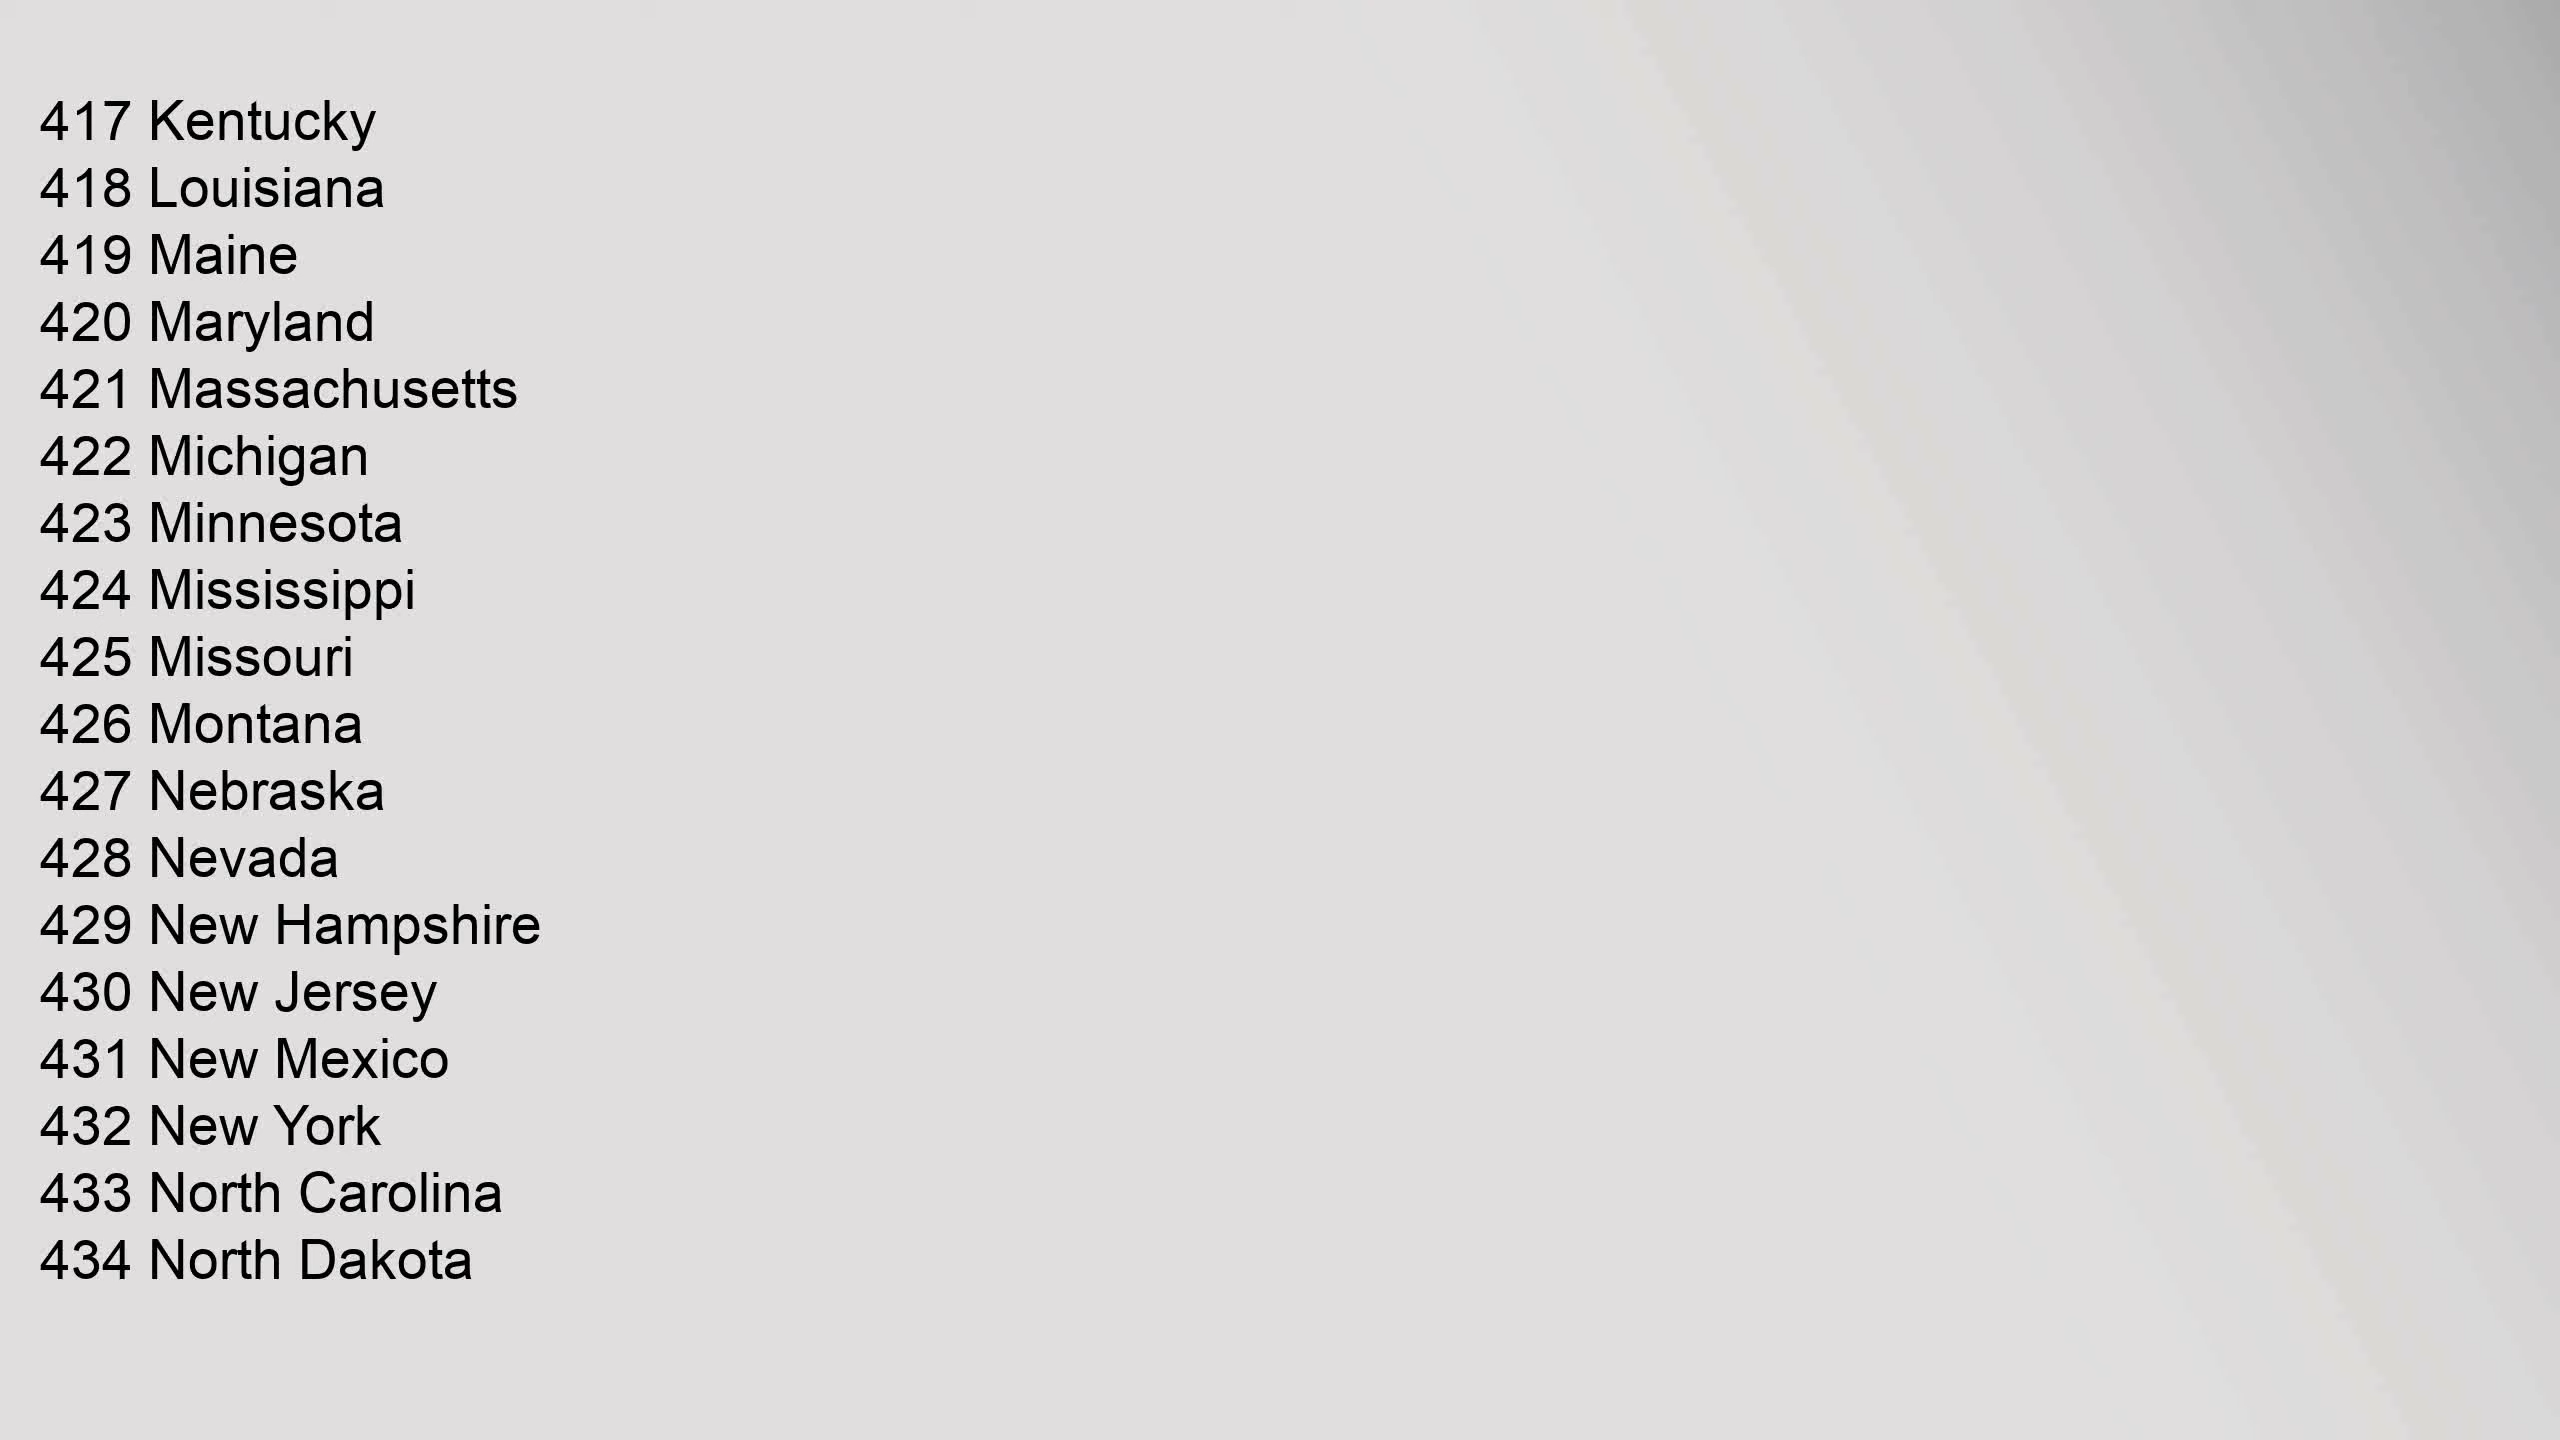 417 Kentucky
418 Louisiana
419 Maine
420 Maryland
421 Massachusetts
422 Michigan
423 Minnesota
424 Mississippi
425 Missouri
426 Montana
427 Nebraska
428 Nevada
429 New Hampshire
430 New Jersey
431 New Mexico
432 New York
433 North Carolina
434 North Dakota